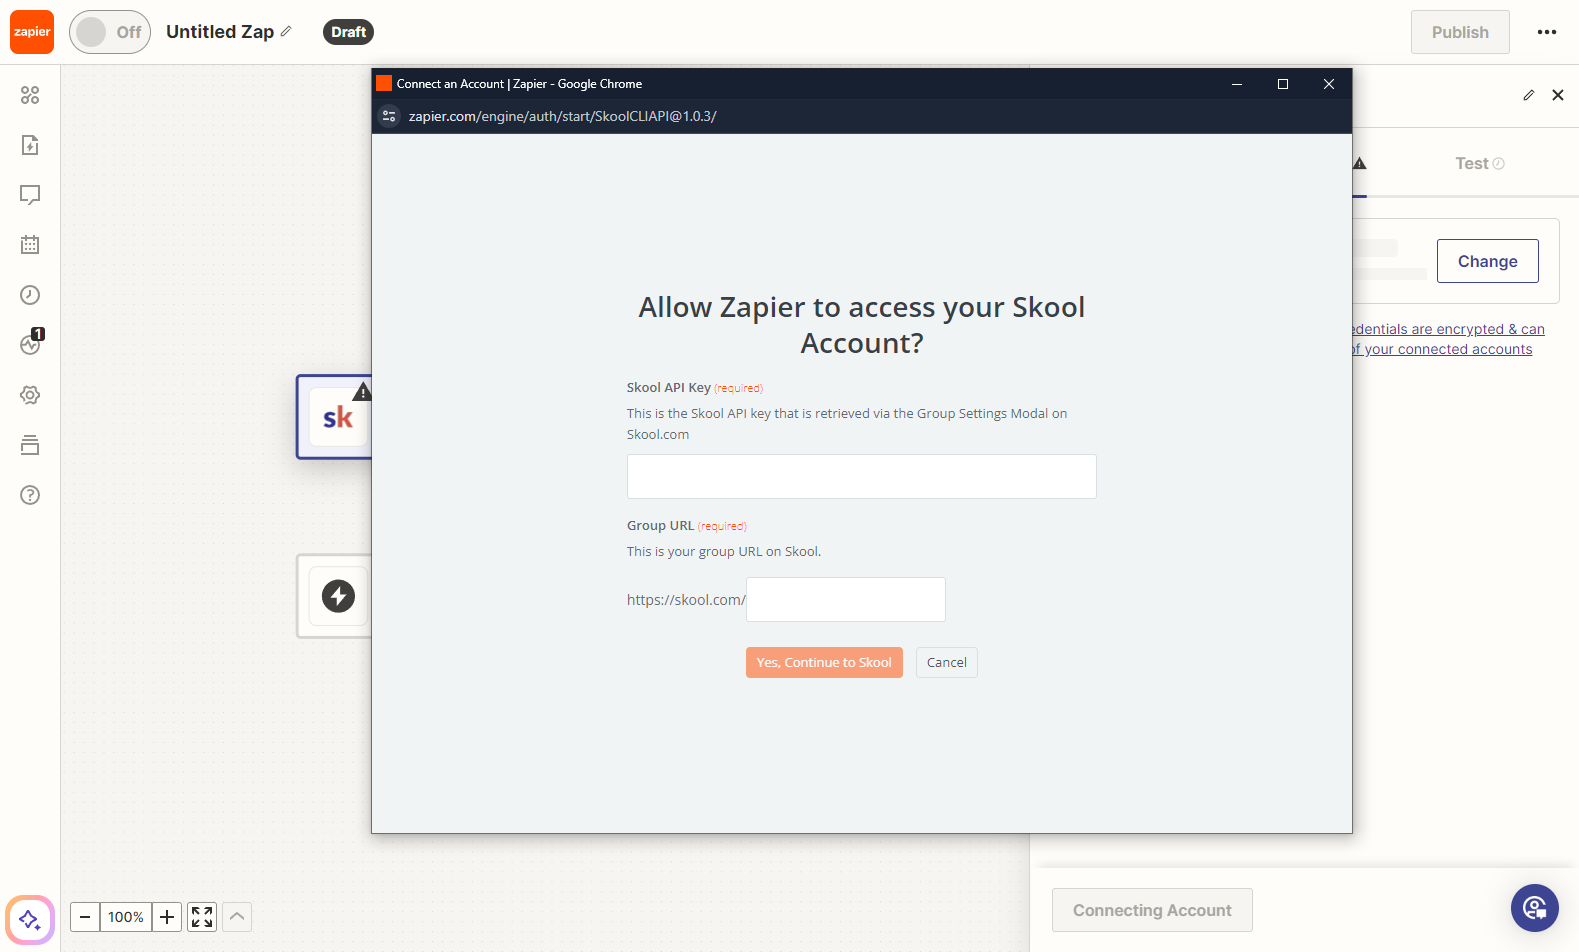 zapier
Off
Untitled Zap
Draft
Publish
Connect an Account | Zapier - Google Chrome
zapier.com/engine/auth/start/SkoolCLIAPI@1.0.3/
Test
Change
edentials are encrypted & can
of your connected accounts
1
sk
Allow Zapier to access your Skool
Account?
Skool API Key (required)
This is the Skool API key that is retrieved via the Group Settings Modal on
Skool.com
Group URL (required)
This is your group URL on Skool.
https://skool.com/
Yes, Continue to Skool
Cancel
100%
Connecting Account